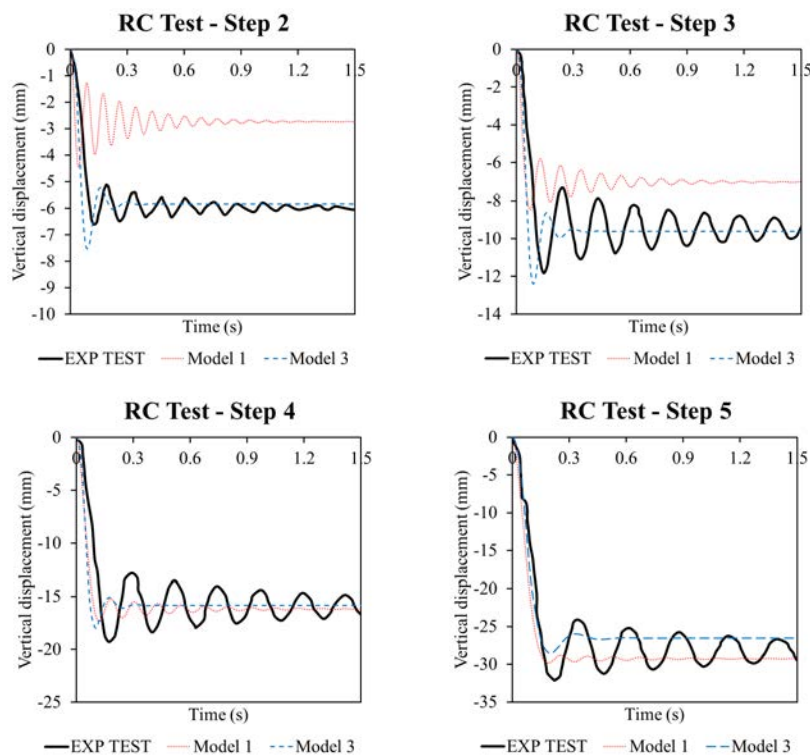 RC Test - Step 2
0
-1
-2
-3
-4
-5
-6
-7
-8
-9
-10
0 0.3 0.6 0.9 1.2 1.5
Vertical displacement (mm)
Time (s)
EXP TEST Model 1 Model 3
RC Test - Step 3
0
-2
-4
-6
-8
-10
-12
-14
0 0.3 0.6 0.9 1.2 1.5
Vertical displacement (mm)
Time (s)
EXP TEST Model 1 Model 3
RC Test - Step 4
0
-5
-10
-15
-20
-25
0 0.3 0.6 0.9 1.2 1.5
Vertical displacement (mm)
Time (s)
EXP TEST Model 1 Model 3
RC Test - Step 5
0
-5
-10
-15
-20
-25
-30
-35
0 0.3 0.6 0.9 1.2 1.5
Vertical displacement (mm)
Time (s)
EXP TEST Model 1 Model 3